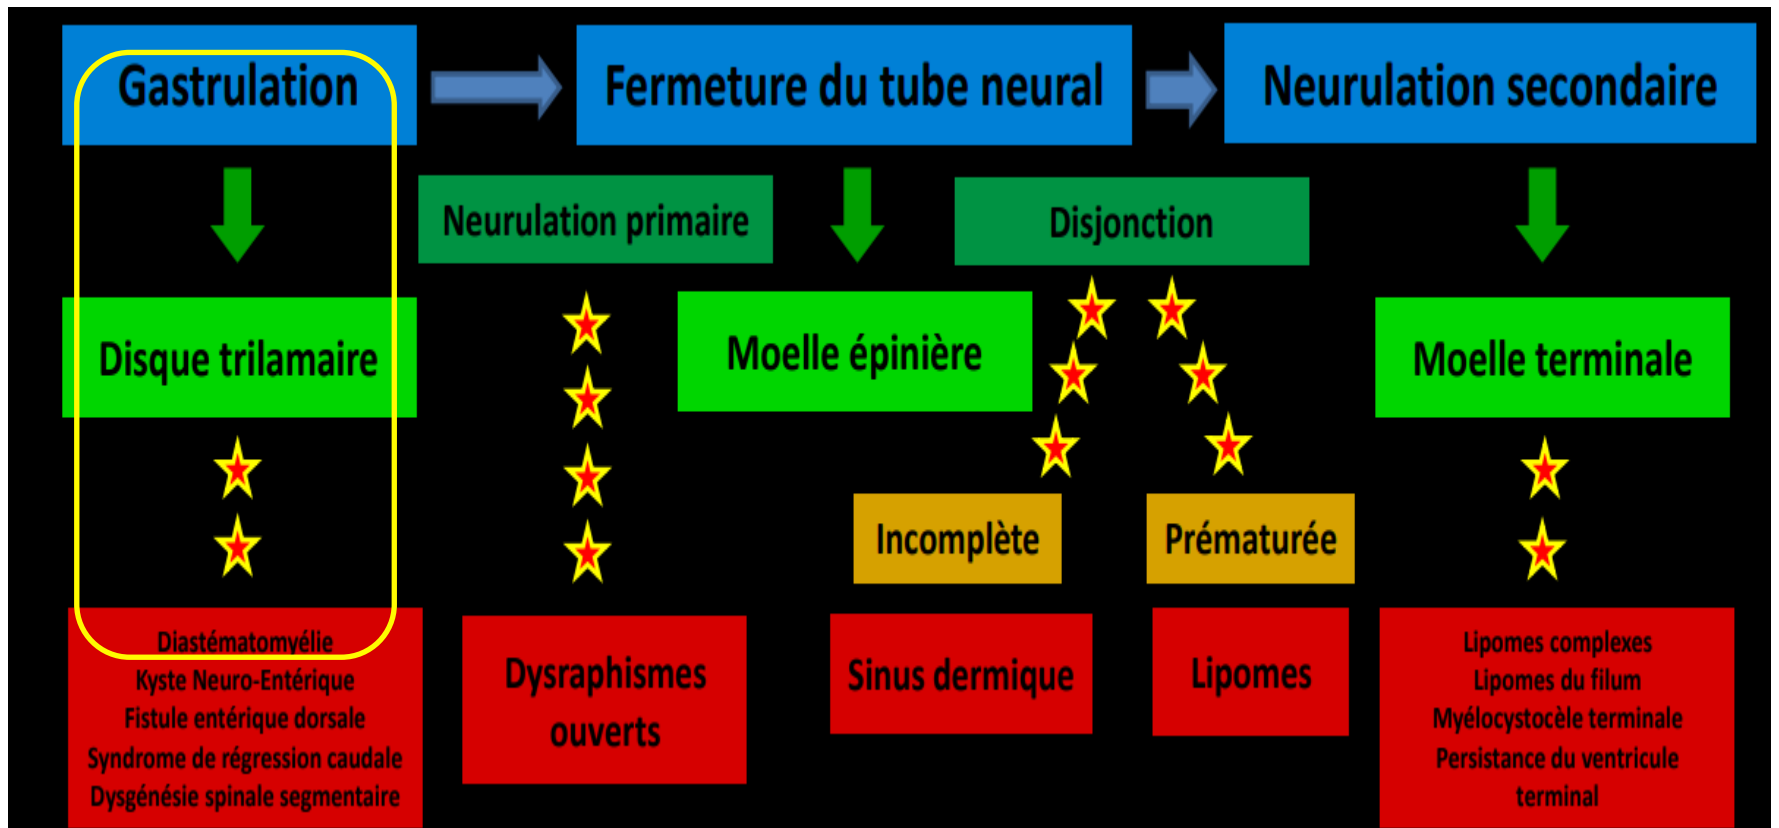 Gastrulation
Fermeture du tube neural
Neurulation secondaire
Neurulation primaire
Disjonction
Disque trilamaire
Moelle épinière
Moelle terminale
Incomplète
Prématurée
Diastématomyélie
Kyste Neuro-Entérique
Fistule entérique dorsale
Syndrome de régression caudale
Dysgénésie spinale segmentaire
Dysraphismes
ouverts
Sinus dermique
Lipomes
Lipomes complexes
Lipomes du filum
Myélocystocèle terminale
Persistance du ventricule
terminal